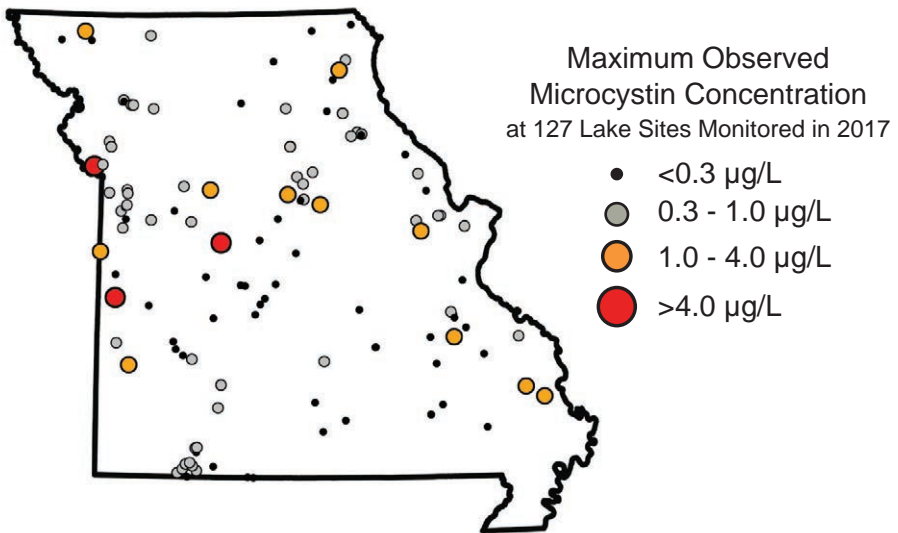 Maximum Observed
Microcystin Concentration
at 127 Lake Sites Monitored in 2017
<0.3 µg/L
0.3 - 1.0 µg/L
1.0 - 4.0 µg/L
>4.0 µg/L